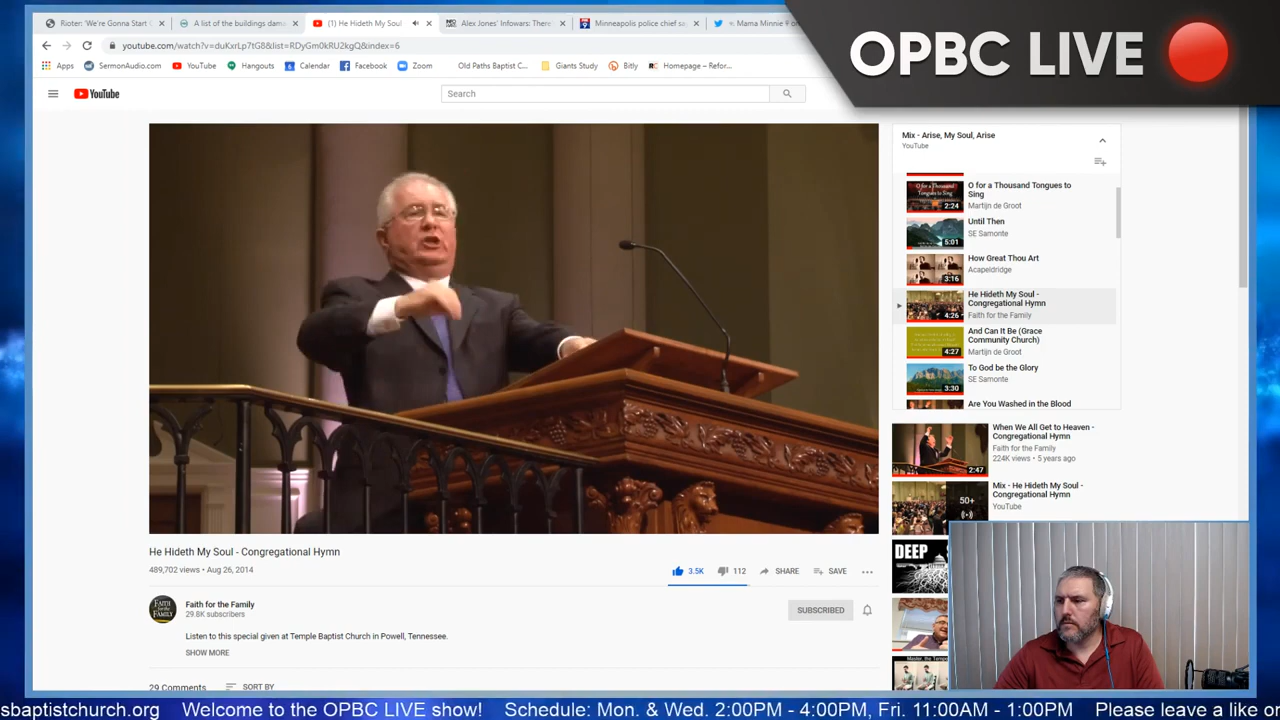 Rioter: 'We're Gonna Start
A list of the buildings dam
(1) He Hideth My Soul
Alex Jones' Infowars: There
Minneapolis police chief sa
Mama Minnie
OPBC LIVE
youtube.com/watch?v=duKxrLp7tG8&list=RDyGm0kRU2kgQ&index=6
Apps
SermonAudio.com
YouTube
Hangouts
Calendar
Facebook
Zoom
Old Paths Baptist C...
Giants Study
Bitly
Homepage – Refor...
YouTube
Search
Mix - Arise, My Soul, Arise
YouTube
O for a Thousand Tongues to
Sing
Martijn de Groot
2:24
Until Then
SE Samonte
5:01
How Great Thou Art
Acapeldridge
3:16
He Hideth My Soul -
Congregational Hymn
Faith for the Family
4:26
And Can It Be (Grace
Community Church)
Martijn de Groot
4:27
To God be the Glory
SE Samonte
3:30
Are You Washed in the Blood
When We All Get to Heaven -
Congregational Hymn
Faith for the Family
224K views • 5 years ago
2:47
Mix - He Hideth My Soul -
Congregational Hymn
YouTube
50+
DEEP
He Hideth My Soul - Congregational Hymn
489,702 views • Aug 26, 2014
3.5K
112
SHARE
SAVE
FAITH for the FAMILY
Faith for the Family
29.8K subscribers
SUBSCRIBED
Listen to this special given at Temple Baptist Church in Powell, Tennessee.
SHOW MORE
29 Comments
SORT BY
sbaptistchurch.org Welcome to the OPBC LIVE show! Schedule: Mon. & Wed. 2:00PM - 4:00PM, Fri. 11:00AM - 1:00PM Please leave a like or